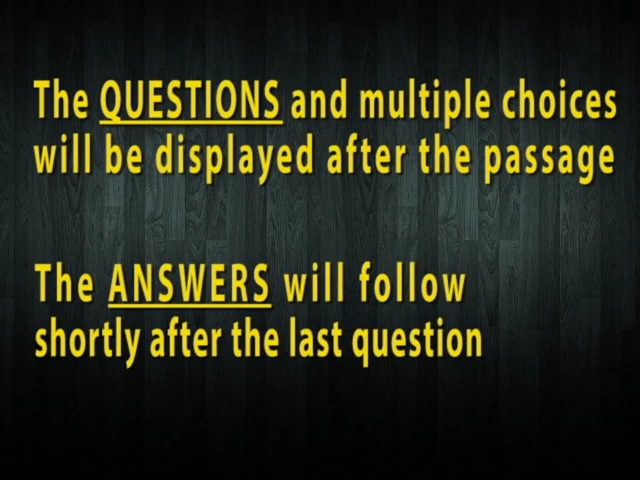 The QUESTIONS and multiple choices
will be displayed after the passage
The ANSWERS will follow
shortly after the last question